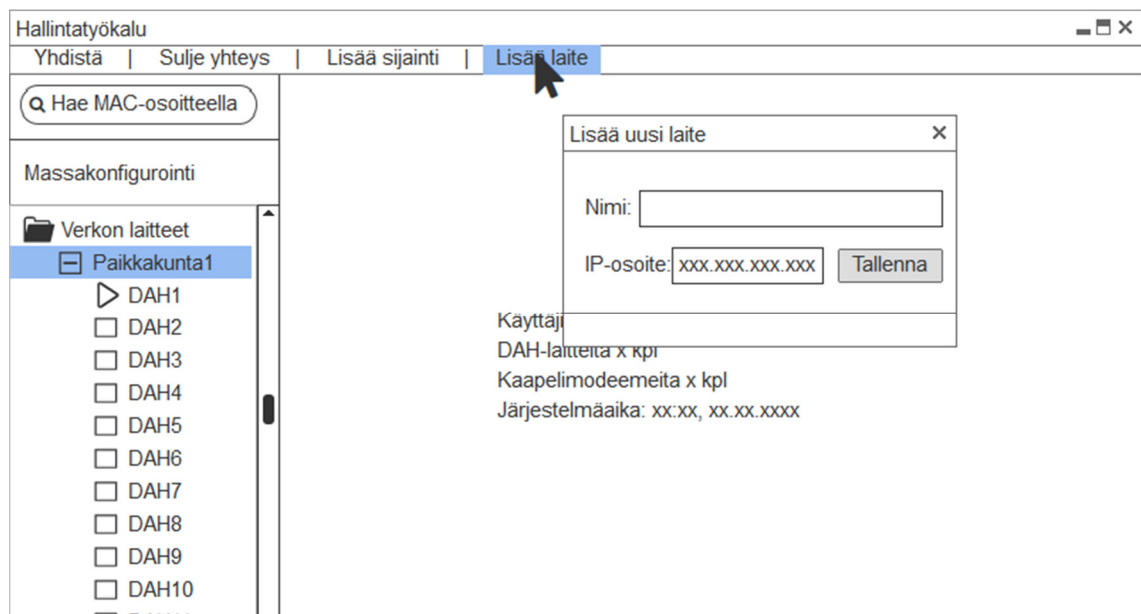 Hallintatyökalu
Yhdistä | Sulje yhteys | Lisää sijainti | Lisää laite
Hae MAC-osoitteella
Massakonfigurointi
Verkon laitteet
Paikkakunta1
DAH1
DAH2
DAH3
DAH4
DAH5
DAH6
DAH7
DAH8
DAH9
DAH10
Lisää uusi laite
Nimi:
IP-osoite: xxx.xxx.xxx.xxx Tallenna
DAH-laitteita x kpl
Kaapelimodeemeita x kpl
Järjestelmäaika: xx:xx, xx.xx.xxxx